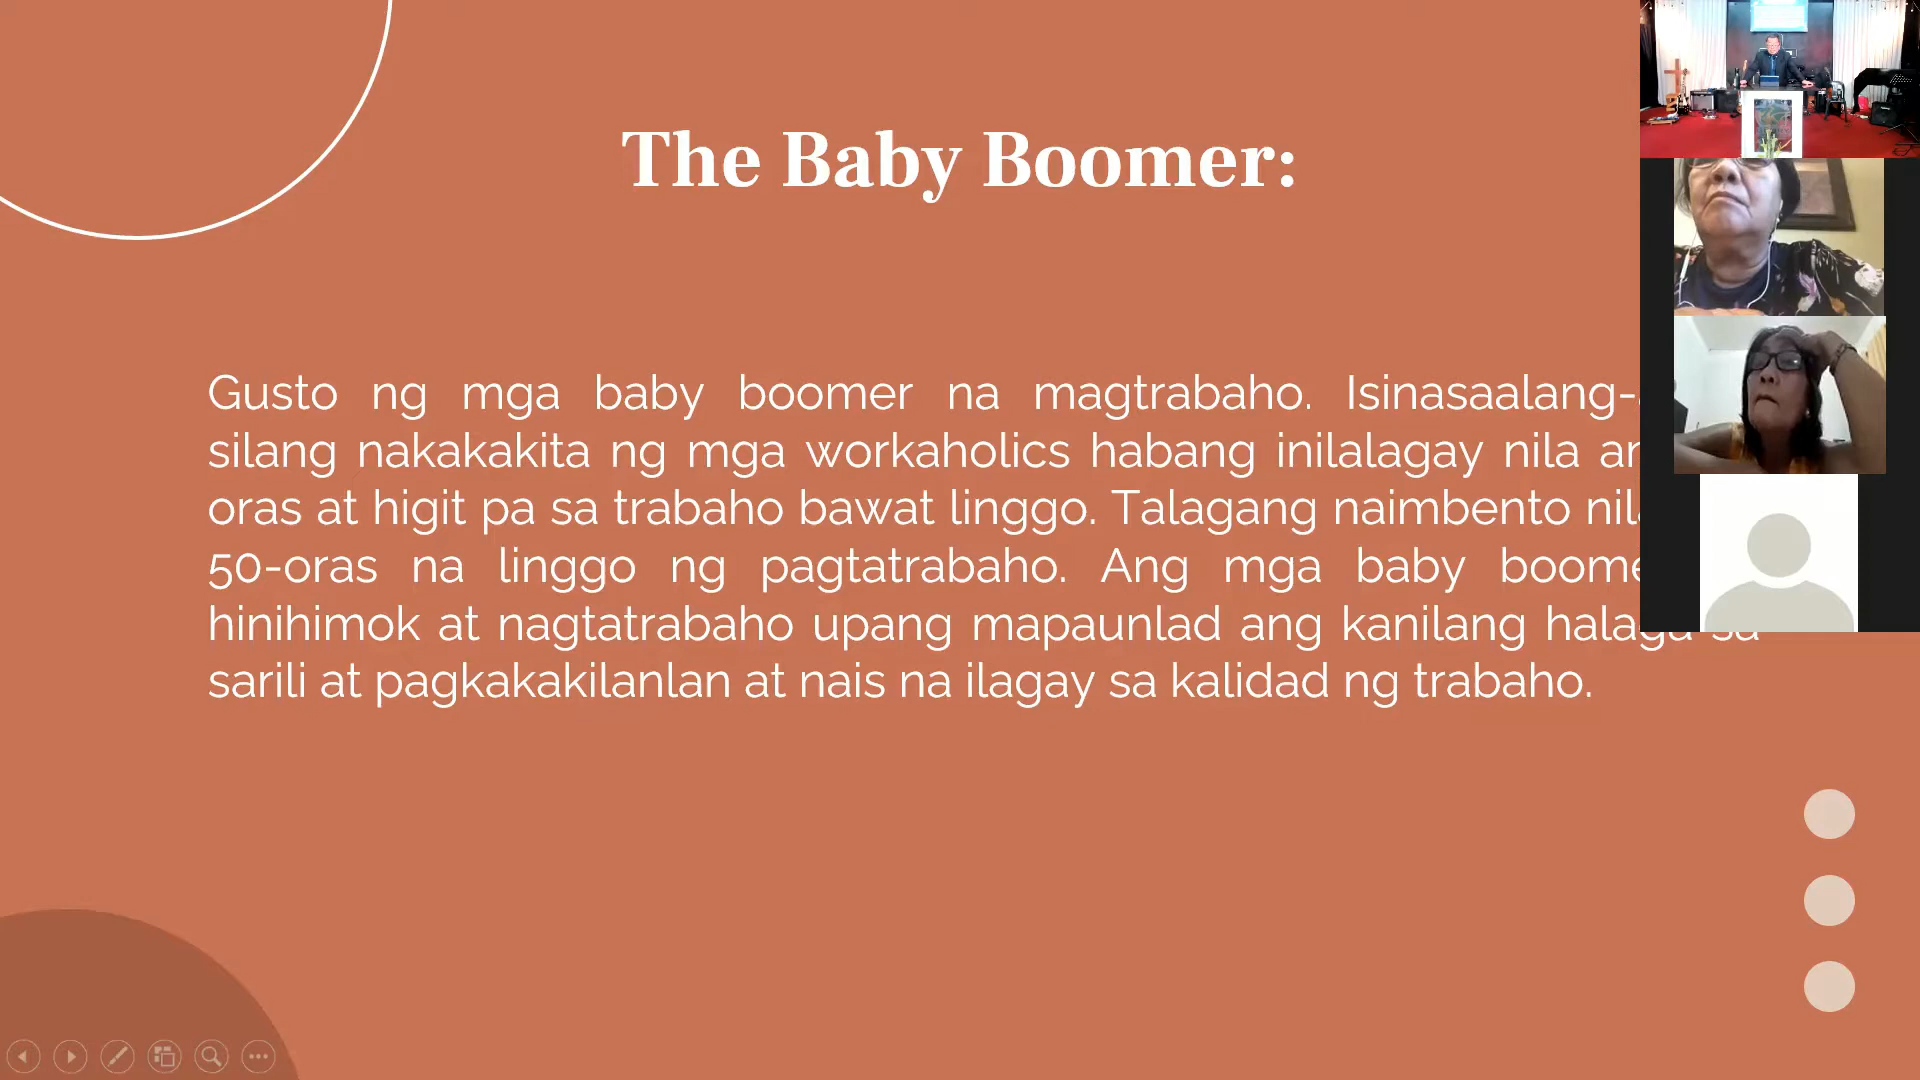 The Baby Boomer:
Gusto ng mga baby boomer na magtrabaho.
silang nakakakita ng mga workaholics habang inilalagay nila
oras at higit pa sa trabaho bawat linggo. Talagang naimbento
50-oras na linggo ng pagtatrabaho. Ang mga baby
hinihimok at nagtatrabaho upang mapaunlad ang kanilang halaga sa
sarili at pagkakakilanlan at nais na ilagay sa kalidad ng trabaho.